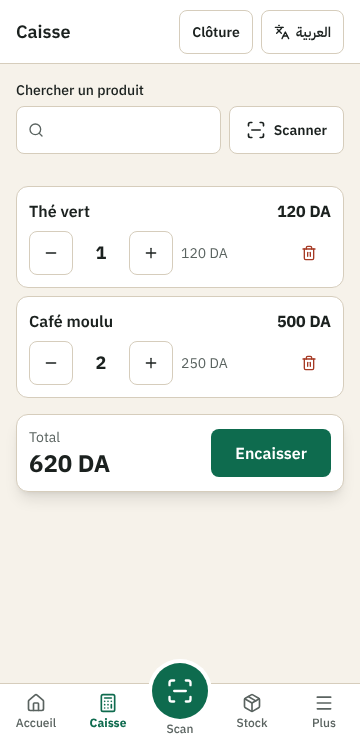 Caisse
Clôture
العربية
Chercher un produit
Scanner
Thé vert
120 DA
1
120 DA
Café moulu
500 DA
2
250 DA
Total
620 DA
Encaisser
Accueil
Caisse
Scan
Stock
Plus